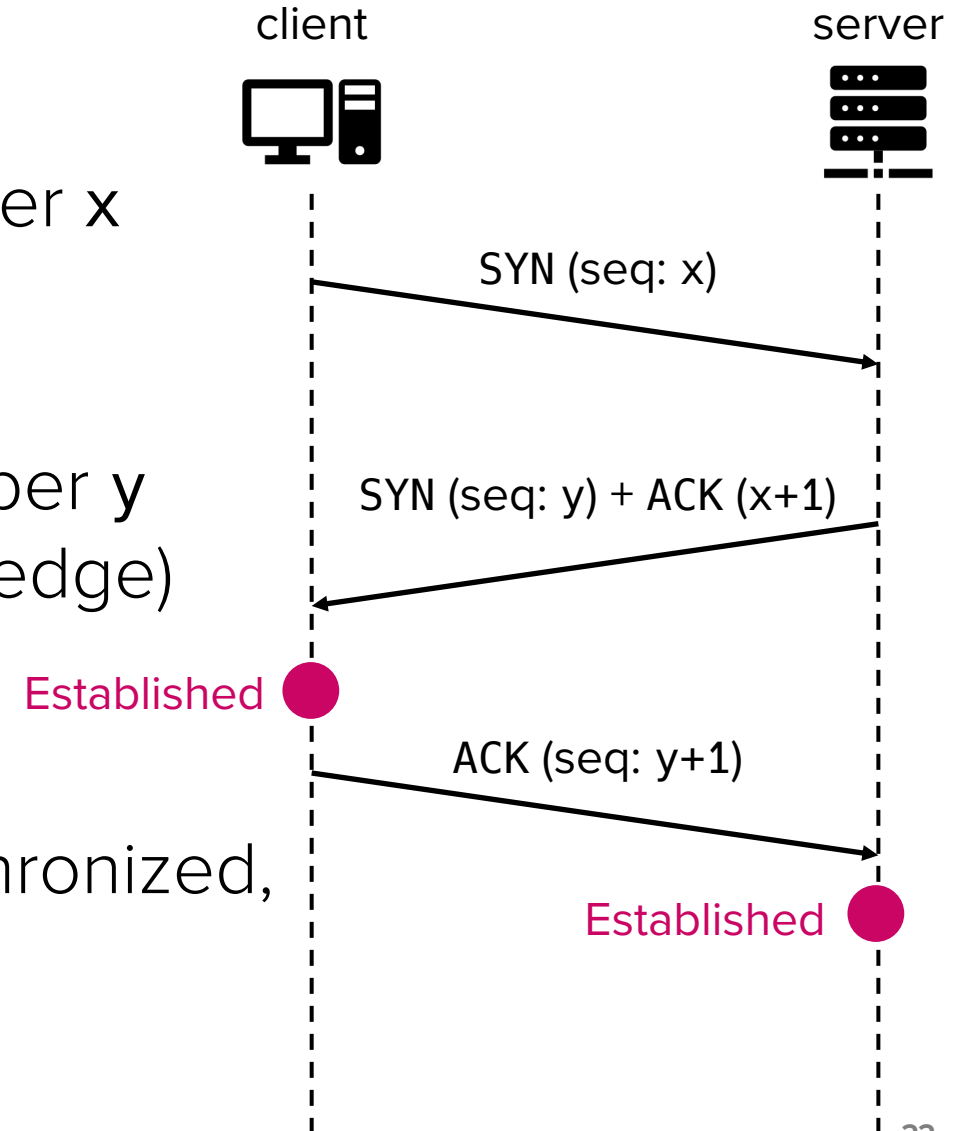 client
server
er x
SYN (seq: x)
ber y
SYN (seq: y) + ACK (x+1)
edge)
Established
ACK (seq: y+1)
hronized,
Established